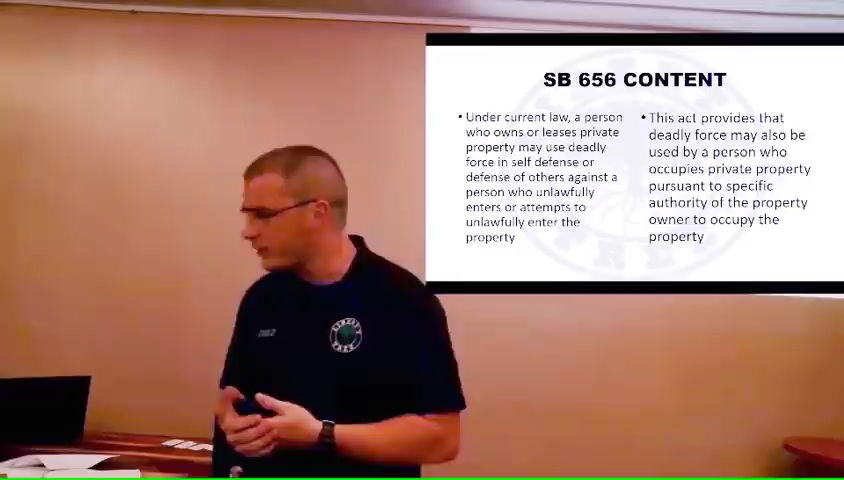 SB 656 CONTENT
• Under current law, a person
who owns or leases private
property may use deadly
force in self defense or
defense of others against a
person who unlawfully
enters or attempts to
unlawfully enter the
property
• This act provides that
deadly force may also be
used by a person who
occupies private property
pursuant to specific
authority of the property
owner to occupy the
property